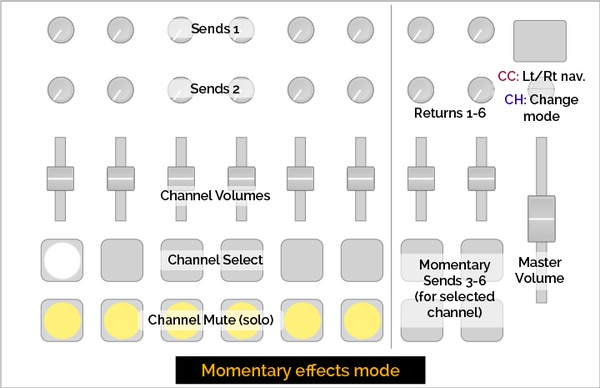 Sends 1
Sends 2
CC: Lt/Rt nav.
CH: Change
mode
Returns 1-6
Channel Volumes
Channel Select
Momentary
Sends 3-6
(for selected
channel)
Master
Volume
Channel Mute (solo)
Momentary effects mode